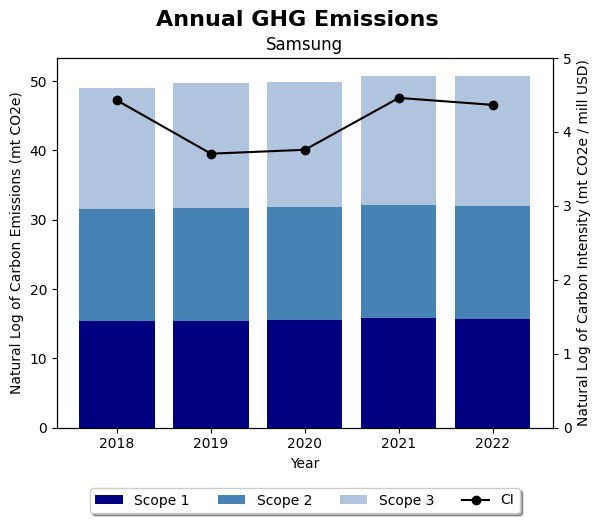 Annual GHG Emissions
Samsung
Natural Log of Carbon Emissions (mt CO2e)
50
40
30
20
10
0
5
4
3
2
1
0
Natural Log of Carbon Intensity (mt CO2e / mill USD)
2018 2019 2020 2021 2022
Year
Scope 1 Scope 2 Scope 3 CI